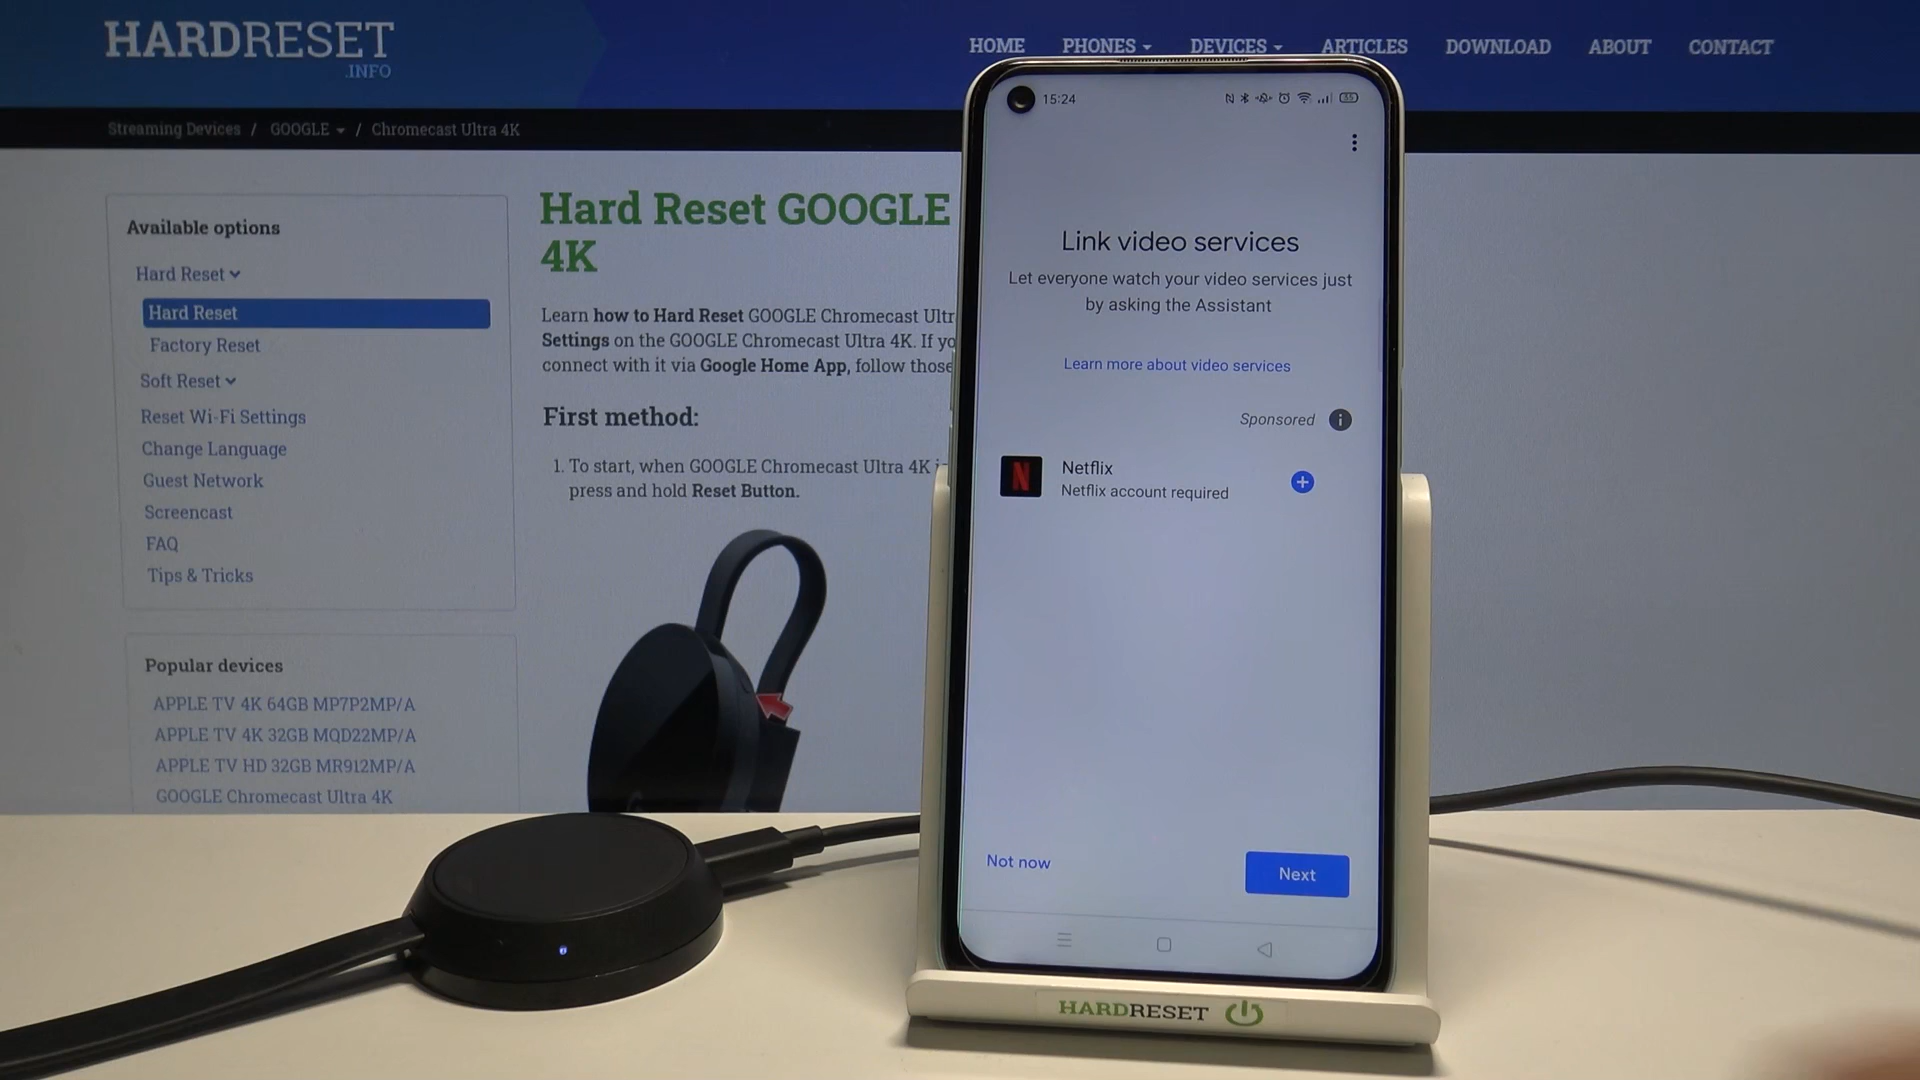 HARDRESET
.INFO
HOME PHONES DEVICES ARTICLES DOWNLOAD ABOUT CONTACT
Streaming Devices / GOOGLE / Chromecast Ultra 4K
Available options
Hard Reset
Hard Reset
Factory Reset
Soft Reset
Reset Wi-Fi Settings
Change Language
Guest Network
Screencast
FAQ
Tips & Tricks
Popular devices
APPLE TV 4K 64GB MP7P2MP/A
APPLE TV 4K 32GB MQD22MP/A
APPLE TV HD 32GB MR912MP/A
GOOGLE Chromecast Ultra 4K
Hard Reset GOOGLE
4K
Learn how to Hard Reset GOOGLE Chromecast
Settings on the GOOGLE Chromecast Ultra 4K. If
connect with it via Google Home App, follow
First method:
1. To start, when GOOGLE Chromecast Ultra 4K
press and hold Reset Button.
15:24
Link video services
Let everyone watch your video services just
by asking the Assistant
Learn more about video services
Sponsored
Netflix
Netflix account required
Not now
Next
HARDRESET